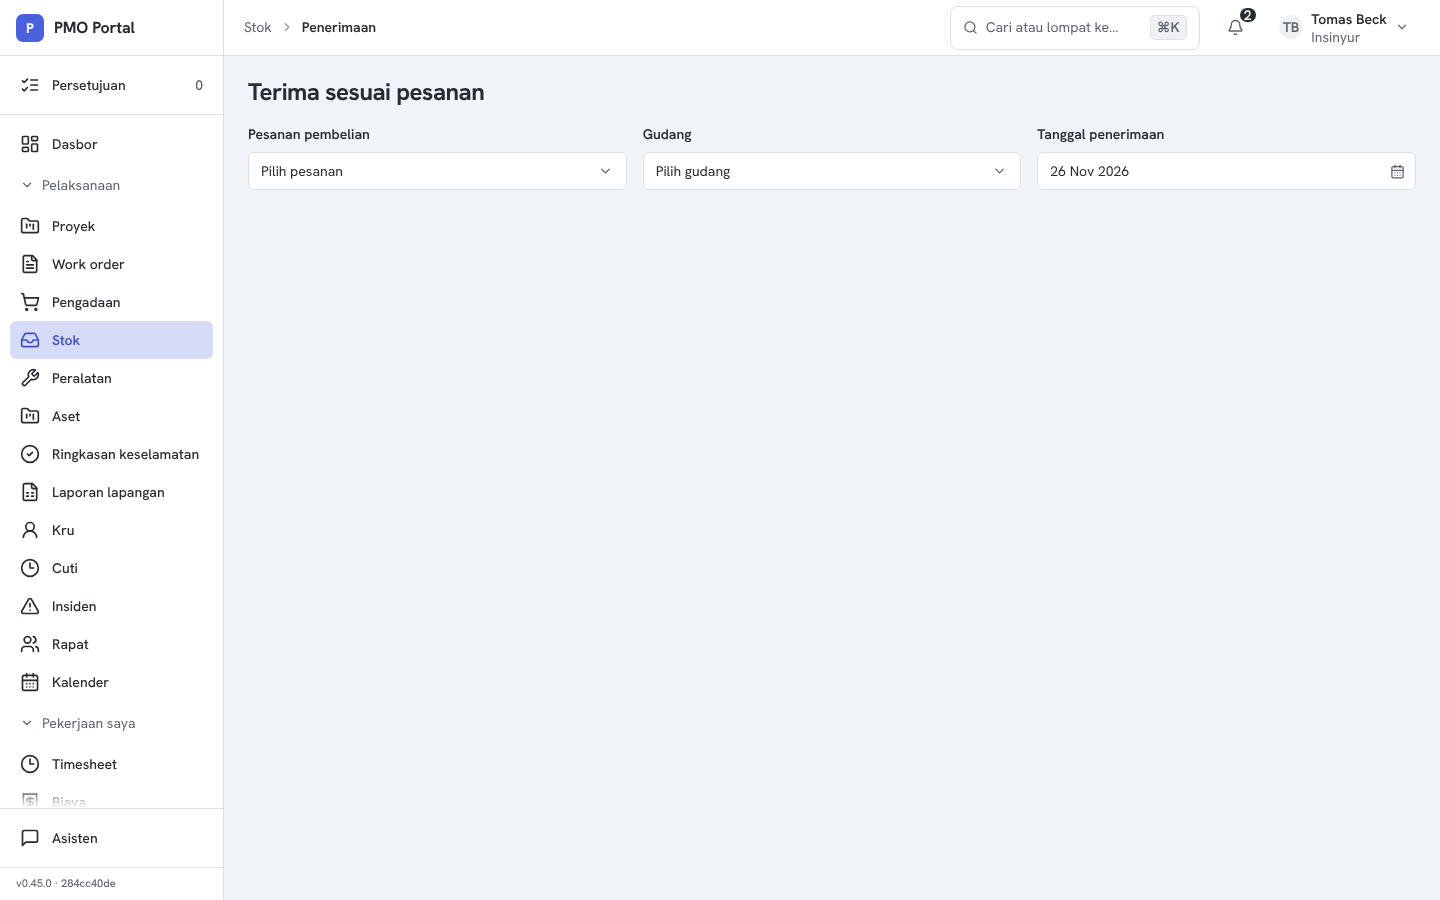 P PMO Portal
Stok > Penerimaan
Cari atau lompat ke... ⌘K
2
TB
Tomas Beck
Insinyur
Persetujuan 0
Dasbor
Pelaksanaan
Proyek
Work order
Pengadaan
Stok
Peralatan
Aset
Ringkasan keselamatan
Laporan lapangan
Kru
Cuti
Insiden
Rapat
Kalender
Pekerjaan saya
Timesheet
Biaya
Asisten
v0.45.0 · 284cc40de
Terima sesuai pesanan
Pesanan pembelian
Pilih pesanan
Gudang
Pilih gudang
Tanggal penerimaan
26 Nov 2026